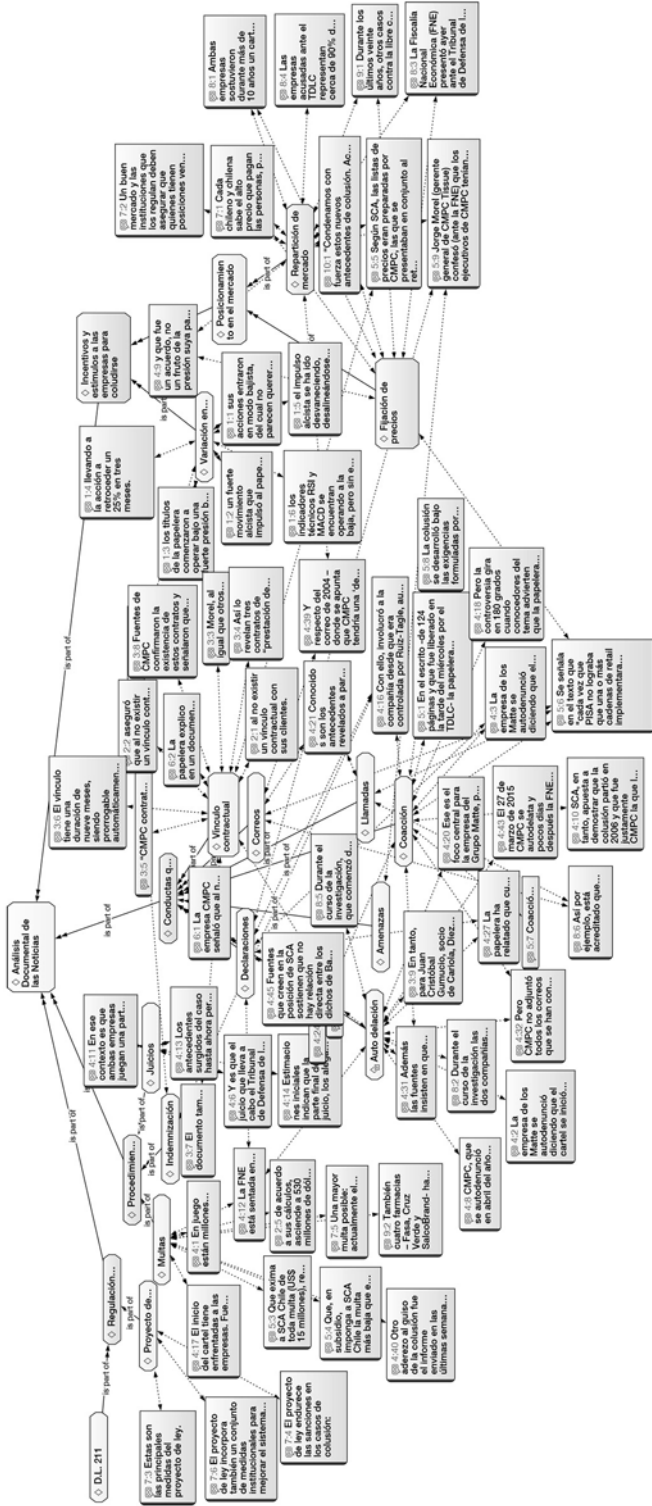 D.L. 211
is part of
Regulación...
is part of
Proyecto de...
7:3 Estas son
las principales
medidas del
proyecto de ley.
7:6 El proyecto
de ley incorpora
también un conjunto
de medidas
institucionales para
mejorar el sistema...
7:4 El proyecto
de ley endurece
las sanciones en
los casos de
colusión:
Análisis
Documental de
las Noticias
Procedimien...
is part of
Multas
Indemnización
Juicios
4:17 El inicio
del cartel tiene
enfrentadas a las
empresas. Fue...
4:1 En juego
están millones...
5:3 Que exima
a SCA Chile de
toda multa (US$
15 millones), re...
5:4 Que, en
subsidio,
imponga a SCA
Chile la multa
más baja que e...
4:40 Otro
aderezo al guiso
de la colusión fue
el informe
enviado en las
últimas semana...
4:12 La FNE
está sentada en...
2:5 de acuerdo
a sus cálculos,
asciende a 530
millones de dól...
7:5 Una mayor
multa posible:
actualmente el...
9:2 También
cuatro farmacias
– Fasa, Cruz
Verde y
SalcoBrand- ha...
4:11 En ese
contexto es que
ambas empresas
juegan una part...
4:13 Los
antecedentes
surgidos del caso
hasta ahora per...
3:7 El
documento tam...
4:6 Y es que el
juicio que lleva a
cabo el Tribunal
de Defensa de l...
4:14 Estimacio
nes iniciales
indican que la
parte final de
juicio, los aleg...
Conductas q...
is part of
Vínculo
contractual
Correos
Declaraciones
Llamadas
Amenazas
Coacción
Auto delación
3:6 El vínculo
tiene una
duración de
nueve meses,
siendo
prorrogable
automáticamen...
3:5 "CMPC contrat...
2:2 aseguró
que al no existir
un vínculo cont...
6:2 La
papelera explico
en un documen...
3:8 Fuentes de
CMPC
confirmaron la
existencia de
estos contratos y
señalaron que...
3:3 Morel, al
igual que otros...
3:4 Así lo
revelan tres
contratos de
"prestación de...
2:1 al no existir
un vínculo
contractual con
sus clientes.
6:1 La
empresa CMPC
señaló que al n...
4:21 Conocido
s son los
antecedentes
revelados a par...
4:39 Y
respecto del
correo de 2004 –
donde se apunta
que CMPC
tendría una 'de...
8:5 Durante el
curso de la
investigación,
que comenzó d...
4:45 Fuentes
que creen en la
posición de SCA
sostienen que no
hay relación
directa entre los
dichos de Ba...
3:9 En tanto,
para Juan
Cristóbal
Gumucio, socio
de Cariola, Diez...
4:16 Con ello, involucró a la
compañía desde que era
controlada por Ruiz-Tagle, au...
5:1 En el escrito -de 124
páginas y que fue liberado en
la tarde del miércoles por el
TDLC- la papelera...
4:20 Ese es el
foco central para
la empresa del
Grupo Matte, p...
4:3 La
empresa de los
Matte se
autodenunció
diciendo que el...
4:43 El 27 de
marzo de 2015
CMPC se
autodelata y
pocos días
después la FNE...
4:10 SCA, en
tanto, apuesta a
demostrar que la
colusión partió en
2006 y que fue
justamente
CMPC la que l...
5:8 La colusión
se desarrolló bajo
las exigencias
formuladas por...
4:18 Pero la
controversia gira
en 180 grados
cuando
conocedores del
tema advierten
que la papelera...
5:6 Se señala
en el texto que
"cada vez que
PISA no lograba
que una o más
cadenas de retail
implementara...
4:27 La
papelera ha
relatado que cu...
5:7 Coacció...
8:6 Así por
ejemplo, está
acreditado que...
4:31 Además
las fuentes
insisten en que...
4:32 Pero
CMPC no adjuntó
todos los correos
que se han con...
8:2 Durante el
curso de la
investigación las
dos compañías...
4:2 La
empresa de los
Matte se
autodenunció
diciendo que el
cartel se inició...
4:8 CMPC, que
se autodenunció
en abril del año...
Incentivos y
estímulos a las
empresas para
coludirse
is part of
Variación en...
Posicionamien
to en el mercado
is part of
Repartición de
mercado
Fijación de
precios
1:4 llevando a
la acción a
retroceder un
25% en tres
meses.
1:3 los títulos
de la papelera
comenzaron a
operar bajo una
fuerte presión b...
1:2 un fuerte
movimiento
alcista que
impulsó al pape...
1:1 sus
acciones entraron
en modo bajista,
del cual no
parecen querer...
1:6 los
indicadores
técnicos RSI y
MACD se
encuentran
operando a la
baja, pero sin e...
1:5 el impulso
alcista se ha ido
desvaneciendo,
desalineándose...
4:9 y que fue
un acuerdo, no
un fruto de la
presión suya pa...
7:2 Un buen
mercado y las
instituciones que
los regulan deben
asegurar que
quienes tienen
posiciones ven...
7:1 Cada
chileno y chilena
sabe el alto
precio que pagan
las personas, p...
10:1 "Condenamos con
fuerza estos nuevos
antecedentes de colusión. Ac...
5:5 Según SCA, las listas de
precios eran preparadas por
CMPC, las que se
presentaban en conjunto al
ret...
5:9 Jorge Morel (gerente
general de CMPC Tissue)
confesó (ante la FNE) que los
ejecutivos de CMPC tenían...
8:1 Ambas
empresas
sostuvieron
durante más de
10 años un cart...
8:4 Las
empresas
acusadas ante el
TDLC
representan
cerca de 90% d...
9:1 Durante los
últimos veinte
años, otros casos
contra la libre c...
8:3 La Fiscalía
Nacional
Económica (FNE)
presentó ayer
ante el Tribunal
de Defensa de l...